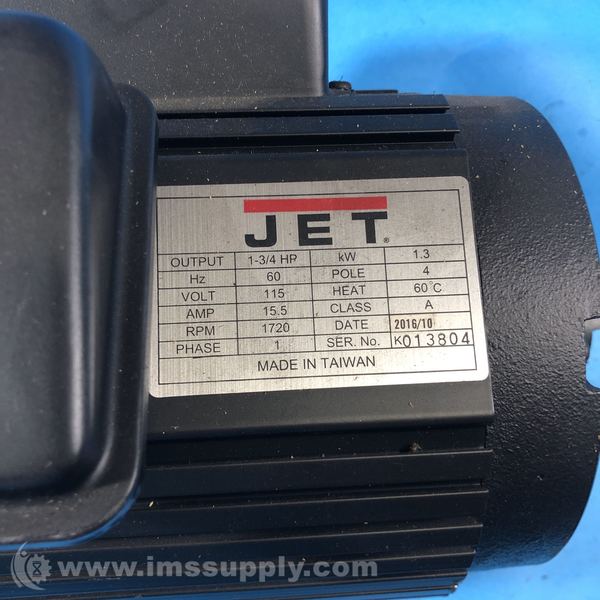 JET®
OUTPUT 1-3/4 HP kW 1.3
Hz 60 POLE 4
VOLT 115 HEAT 60°C
AMP 15.5 CLASS A
RPM 1720 DATE 2016/10
PHASE 1 SER. No. K013804
MADE IN TAIWAN
© - www.imssupply.com -